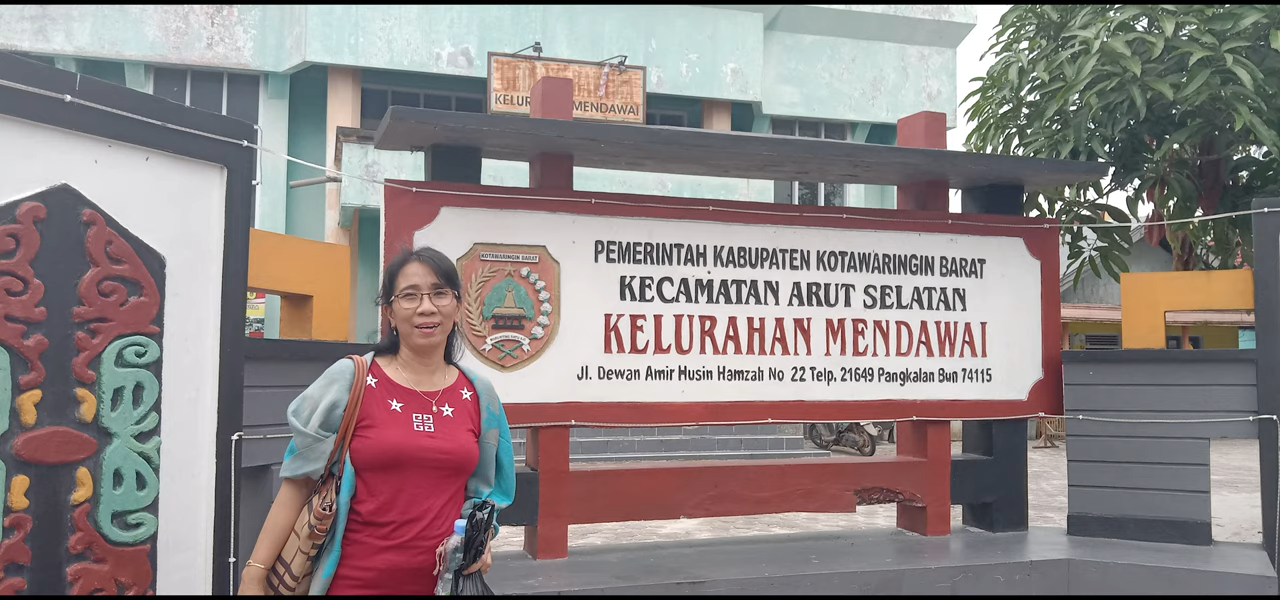 KELURAHAN MENDAWAI
KOTAWARINGIN BARAT
PEMERINTAH KABUPATEN KOTAWARINGIN BARAT
KECAMATAN ARUT SELATAN
KELURAHAN MENDAWAI
Jl. Dewan Amir Husin Hamzah No 22 Telp. 21649 Pangkalan Bun 74115